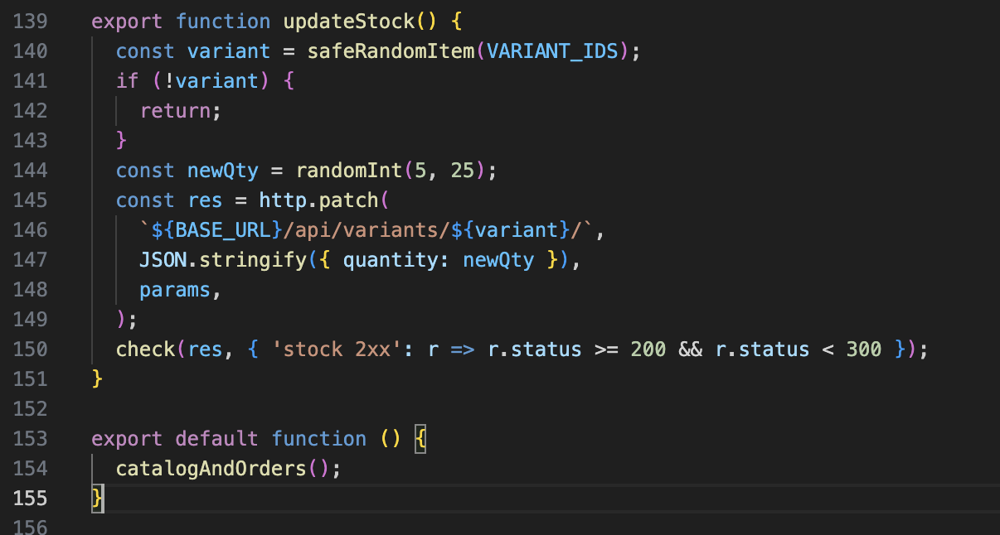 139 export function updateStock() {
140   const variant = safeRandomItem(VARIANT_IDS);
141   if (!variant) {
142     return;
143   }
144   const newQty = randomInt(5, 25);
145   const res = http.patch(
146     `${BASE_URL}/api/variants/${variant}/`,
147     JSON.stringify({ quantity: newQty }),
148     params,
149   );
150   check(res, { 'stock 2xx': r => r.status >= 200 && r.status < 300 });
151 }
152
153 export default function () {
154   catalogAndOrders();
155 }
156